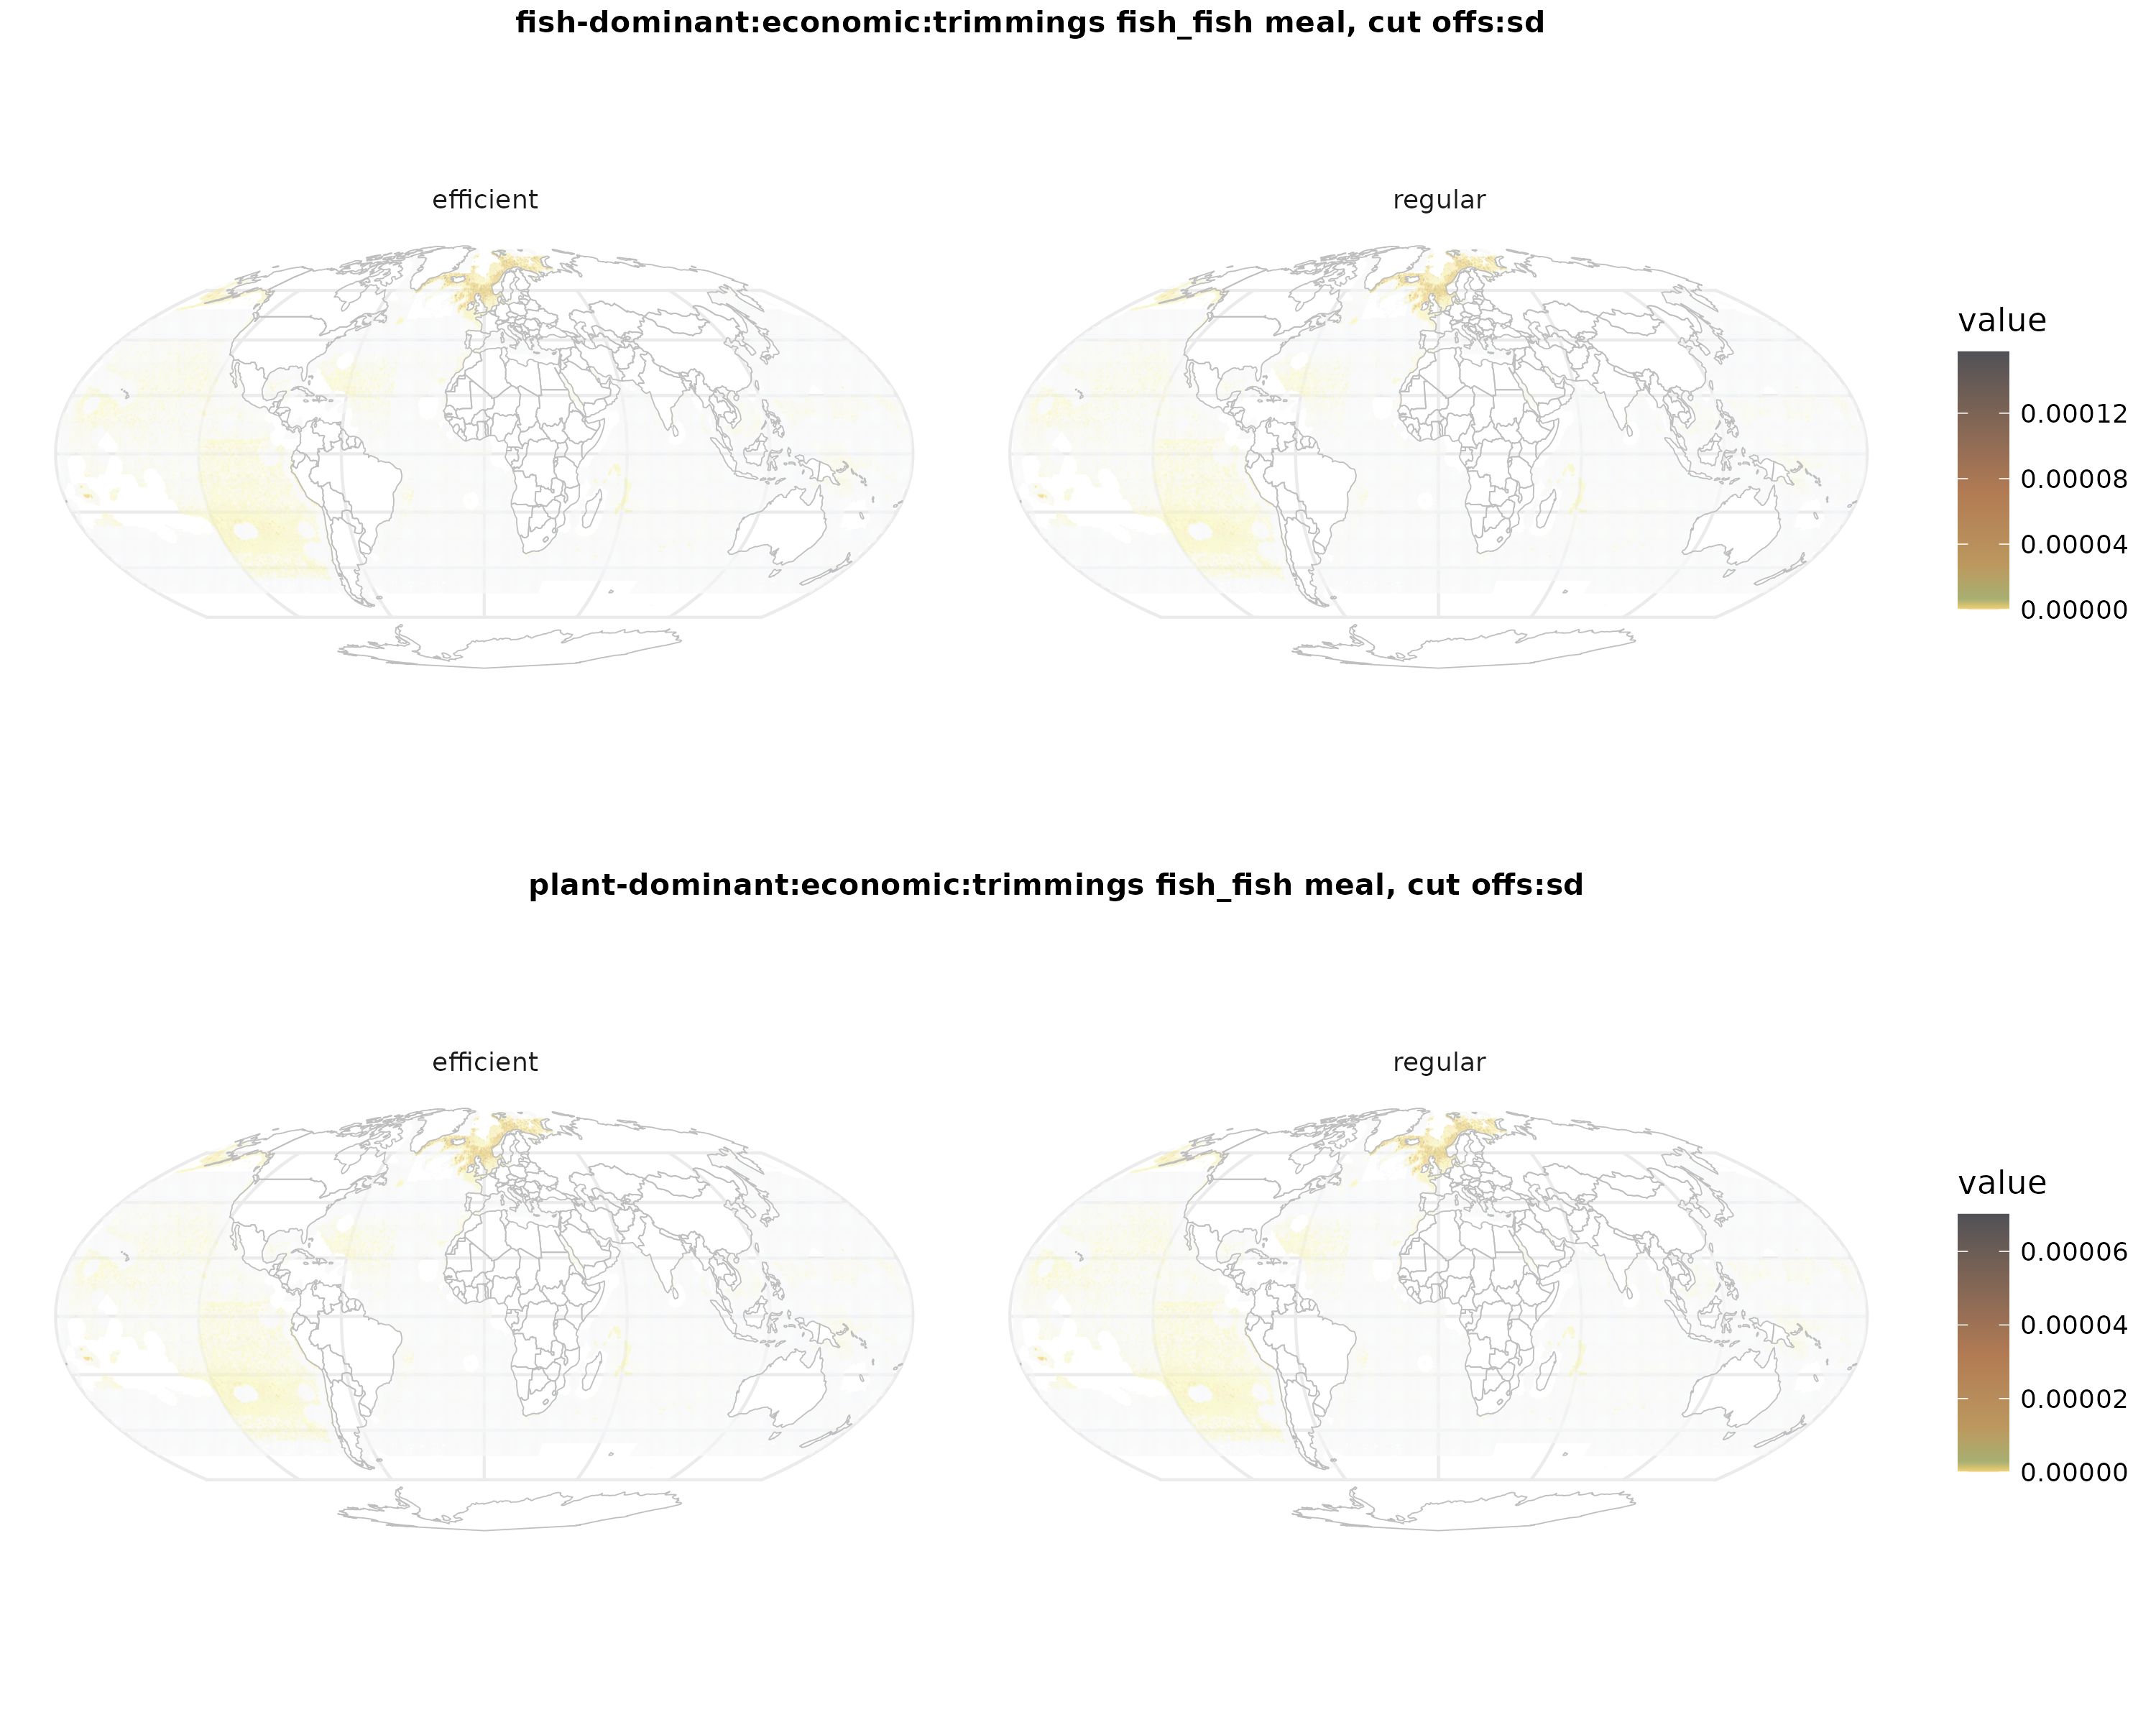 fish-dominant:economic:trimmings fish_fish meal, cut offs:sd
efficient
regular
value
0.00012
0.00008
0.00004
0.00000
plant-dominant:economic:trimmings fish_fish meal, cut offs:sd
efficient
regular
value
0.00006
0.00004
0.00002
0.00000